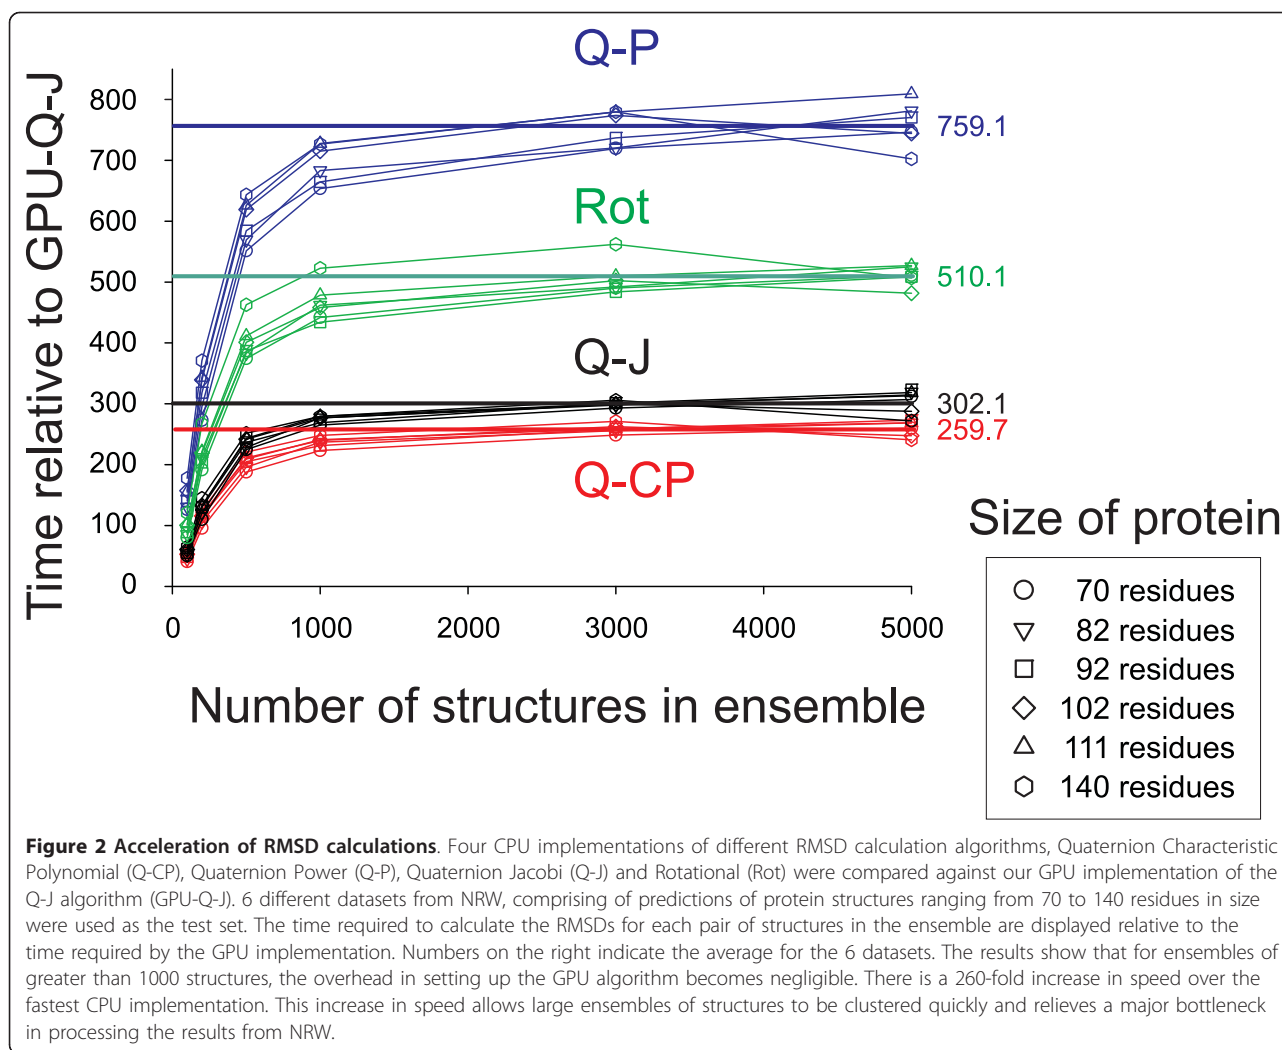 Q-P
Time relative to GPU-Q-J
800
700
600
500
400
300
200
100
0
759.1
Rot
510.1
Q-J
302.1
259.7
Q-CP
0
1000
2000
3000
4000
5000
Number of structures in ensemble
Size of protein
70 residues
82 residues
92 residues
102 residues
111 residues
140 residues
Figure 2 Acceleration of RMSD calculations. Four CPU implementations of different RMSD calculation algorithms, Quaternion Characteristic
Polynomial (Q-CP), Quaternion Power (Q-P), Quaternion Jacobi (Q-J) and Rotational (Rot) were compared against our GPU implementation of the
Q-J algorithm (GPU-Q-J). 6 different datasets from NRW, comprising of predictions of protein structures ranging from 70 to 140 residues in size
were used as the test set. The time required to calculate the RMSDs for each pair of structures in the ensemble are displayed relative to the
time required by the GPU implementation. Numbers on the right indicate the average for the 6 datasets. The results show that for ensembles of
greater than 1000 structures, the overhead in setting up the GPU algorithm becomes negligible. There is a 260-fold increase in speed over the
fastest CPU implementation. This increase in speed allows large ensembles of structures to be clustered quickly and relieves a major bottleneck
in processing the results from NRW.